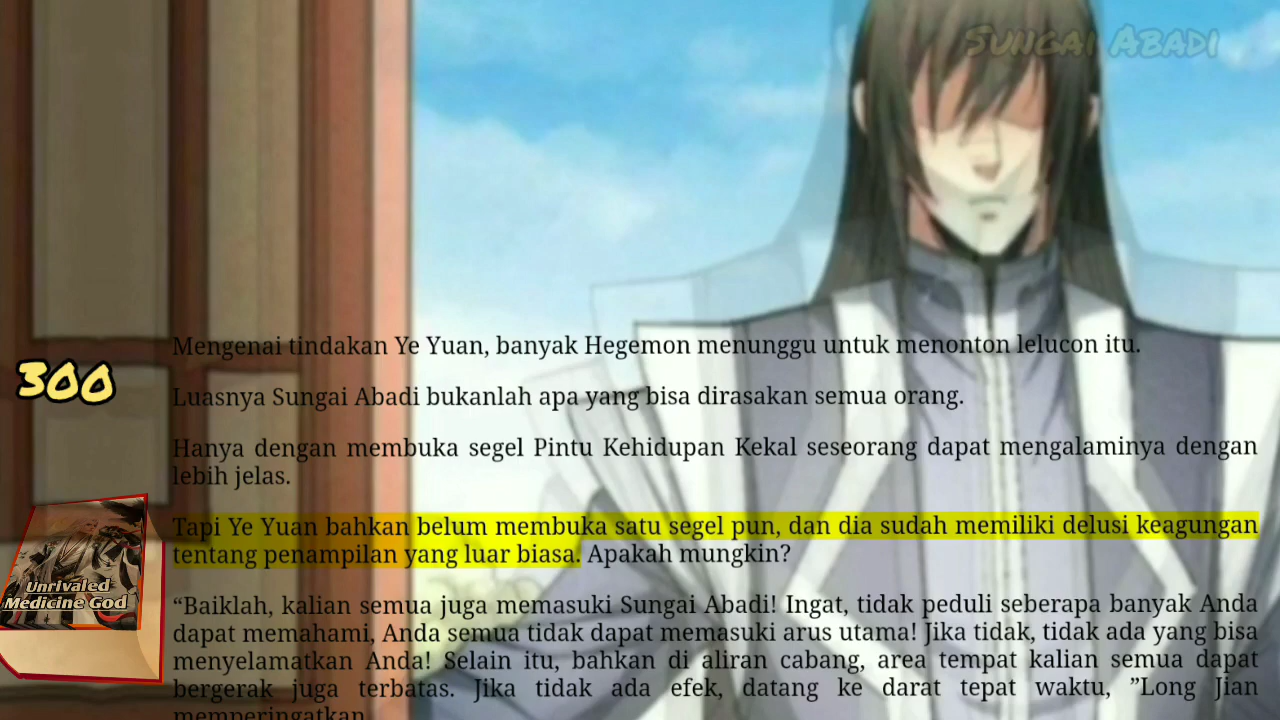 Sungai Abadi
Mengenai tindakan Ye Yuan, banyak Hegemon menunggu untuk menonton lelucon itu.
300
Luasnya Sungai Abadi bukanlah apa yang bisa dirasakan semua orang.
Hanya dengan membuka segel Pintu Kehidupan Kekal seseorang dapat mengalaminya dengan
lebih jelas.
Tapi Ye Yuan bahkan belum membuka satu segel pun, dan dia sudah memiliki delusi keagungan
tentang penampilan yang luar biasa. Apakah mungkin?
Unrivaled
Medicine God
“Baiklah, kalian semua juga memasuki Sungai Abadi! Ingat, tidak peduli seberapa banyak Anda
dapat memahami, Anda semua tidak dapat memasuki arus utama! Jika tidak, tidak ada yang bisa
menyelamatkan Anda! Selain itu, bahkan di aliran cabang, area tempat kalian semua dapat
bergerak juga terbatas. Jika tidak ada efek, datang ke darat tepat waktu, ”Long Jian
memperingatkan